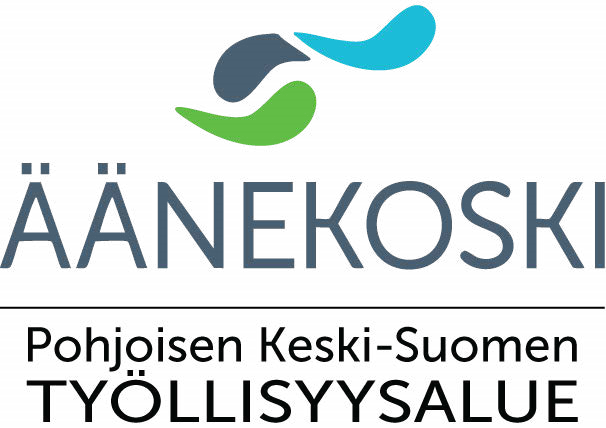 ÄÄNEKOSKI
Pohjoisen Keski-Suomen
TYÖLLISYYSALUE